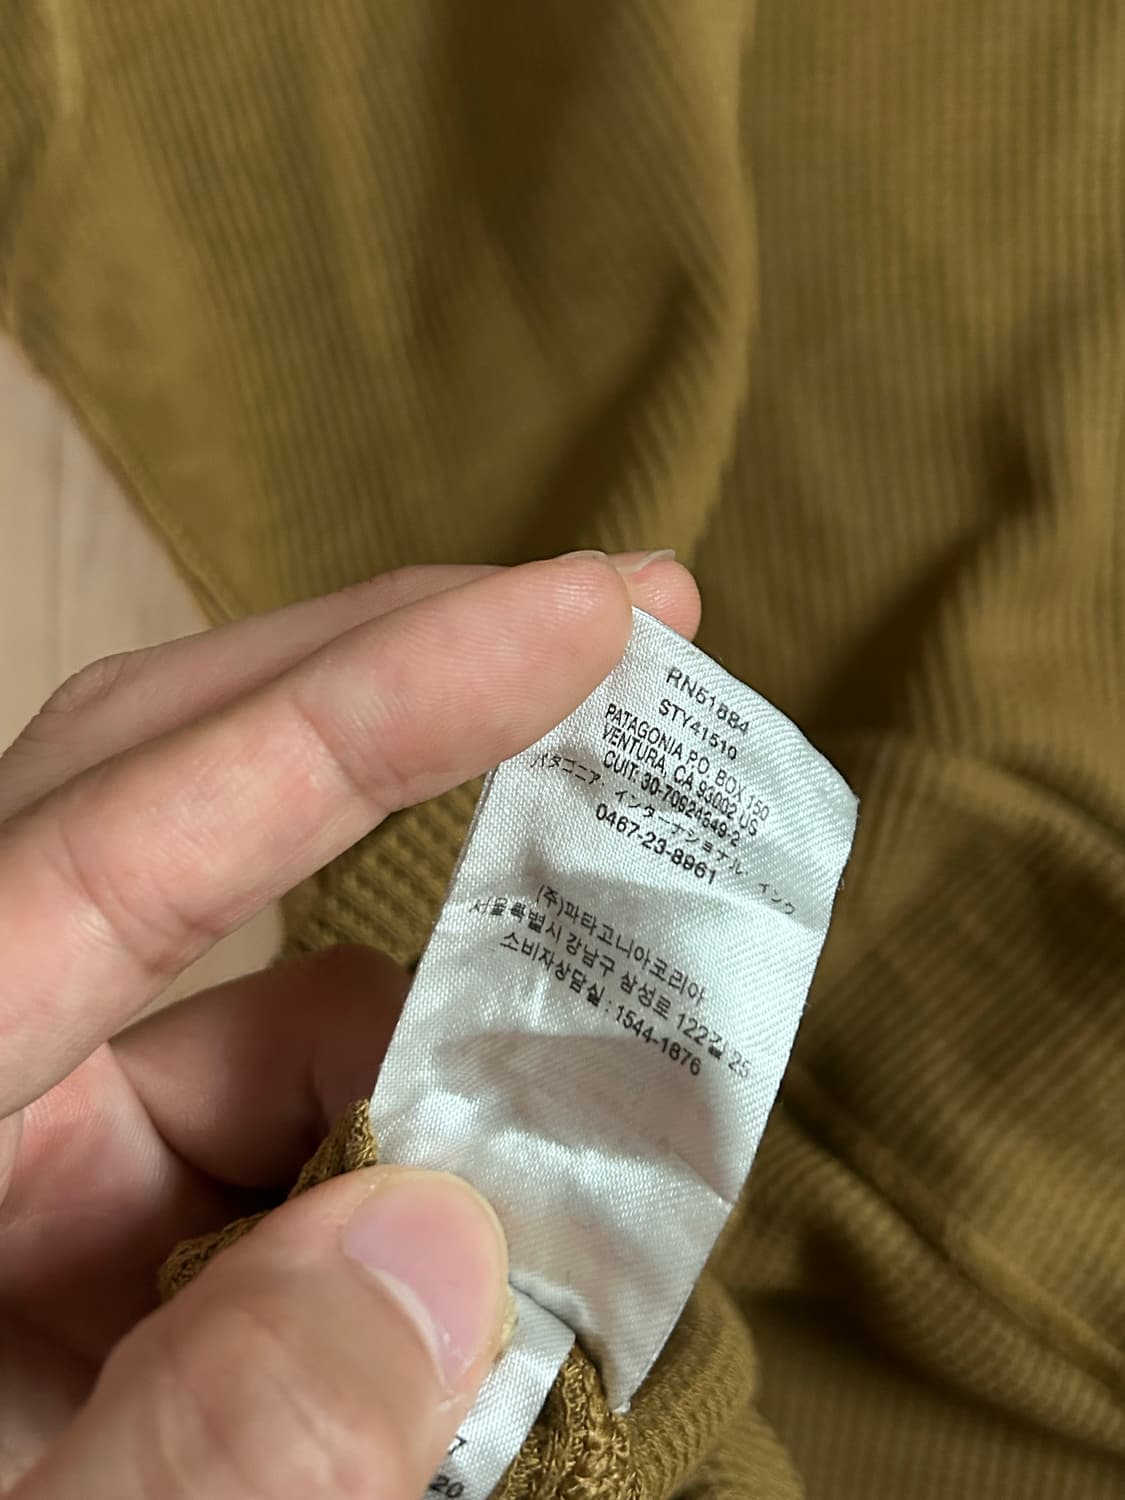 RN51884
STY41510
PATAGONIA P.O. BOX 150
VENTURA, CA 93002 US
CUIT: 30-70924649-2
パタゴニア・インターナショナル・インク
0467-23-8961
(주)파타고니아코리아
서울특별시 강남구 삼성로 122길 25
소비자상담실 : 1544-1876
7
20